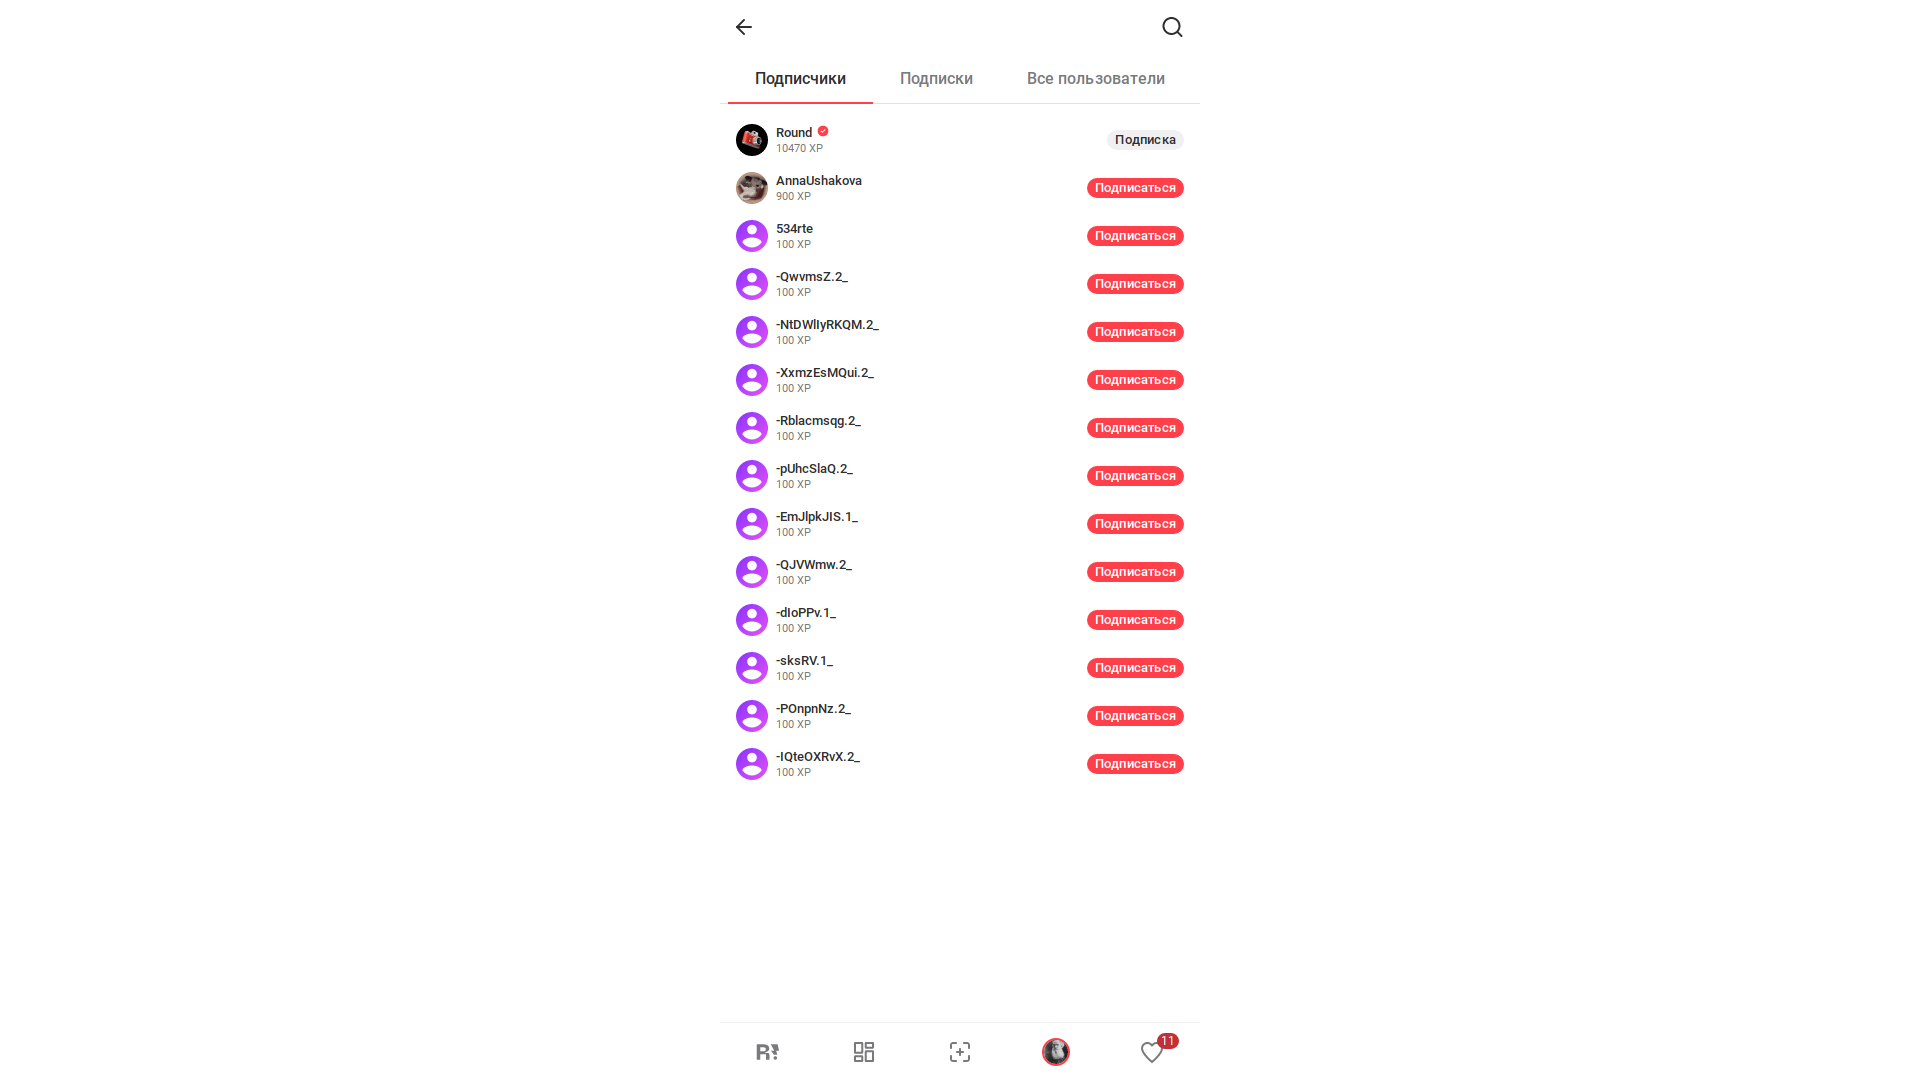 Подписчики Подписки Все пользователи
Round
10470 XP
Подписка
AnnaUshakova
900 XP
Подписаться
534rte
100 XP
Подписаться
-QwvmsZ.2_
100 XP
Подписаться
-NtDWlIyRKQM.2_
100 XP
Подписаться
-XxmzEsMQui.2_
100 XP
Подписаться
-Rblacmsqg.2_
100 XP
Подписаться
-pUhcSlaQ.2_
100 XP
Подписаться
-EmJlpkJIS.1_
100 XP
Подписаться
-QJVWmw.2_
100 XP
Подписаться
-dIoPPv.1_
100 XP
Подписаться
-sksRV.1_
100 XP
Подписаться
-POnpnNz.2_
100 XP
Подписаться
-IQteOXRvX.2_
100 XP
Подписаться
11